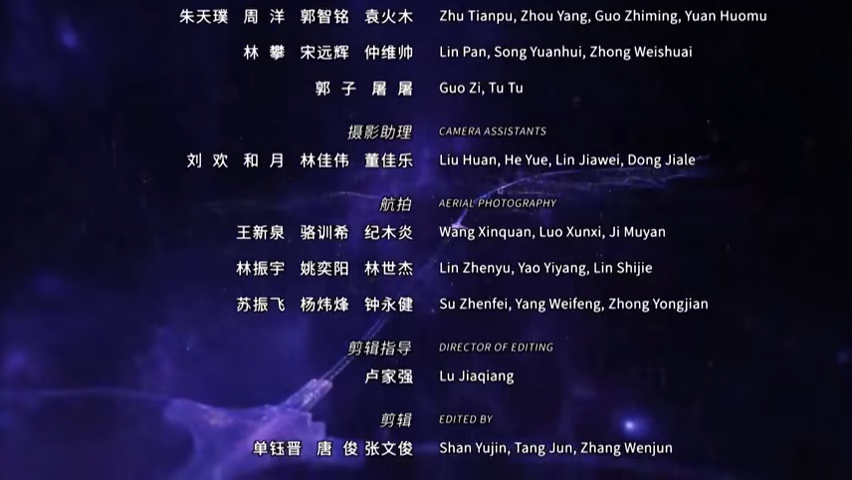 朱天璞 周 洋 郭智铭 袁火木 Zhu Tianpu, Zhou Yang, Guo Zhiming, Yuan Huomu
林 攀 宋远辉 仲维帅 Lin Pan, Song Yuanhui, Zhong Weishuai
郭 子 屠 屠 Guo Zi, Tu Tu
摄影助理 CAMERA ASSISTANTS
刘 欢 和 月 林佳伟 董佳乐 Liu Huan, He Yue, Lin Jiawei, Dong Jiale
航拍 AERIAL PHOTOGRAPHY
王新泉 骆训希 纪木炎 Wang Xinquan, Luo Xunxi, Ji Muyan
林振宇 姚奕阳 林世杰 Lin Zhenyu, Yao Yiyang, Lin Shijie
苏振飞 杨炜烽 钟永健 Su Zhenfei, Yang Weifeng, Zhong Yongjian
剪辑指导 DIRECTOR OF EDITING
卢家强 Lu Jiaqiang
剪辑 EDITED BY
单钰晋 唐 俊 张文俊 Shan Yujin, Tang Jun, Zhang Wenjun